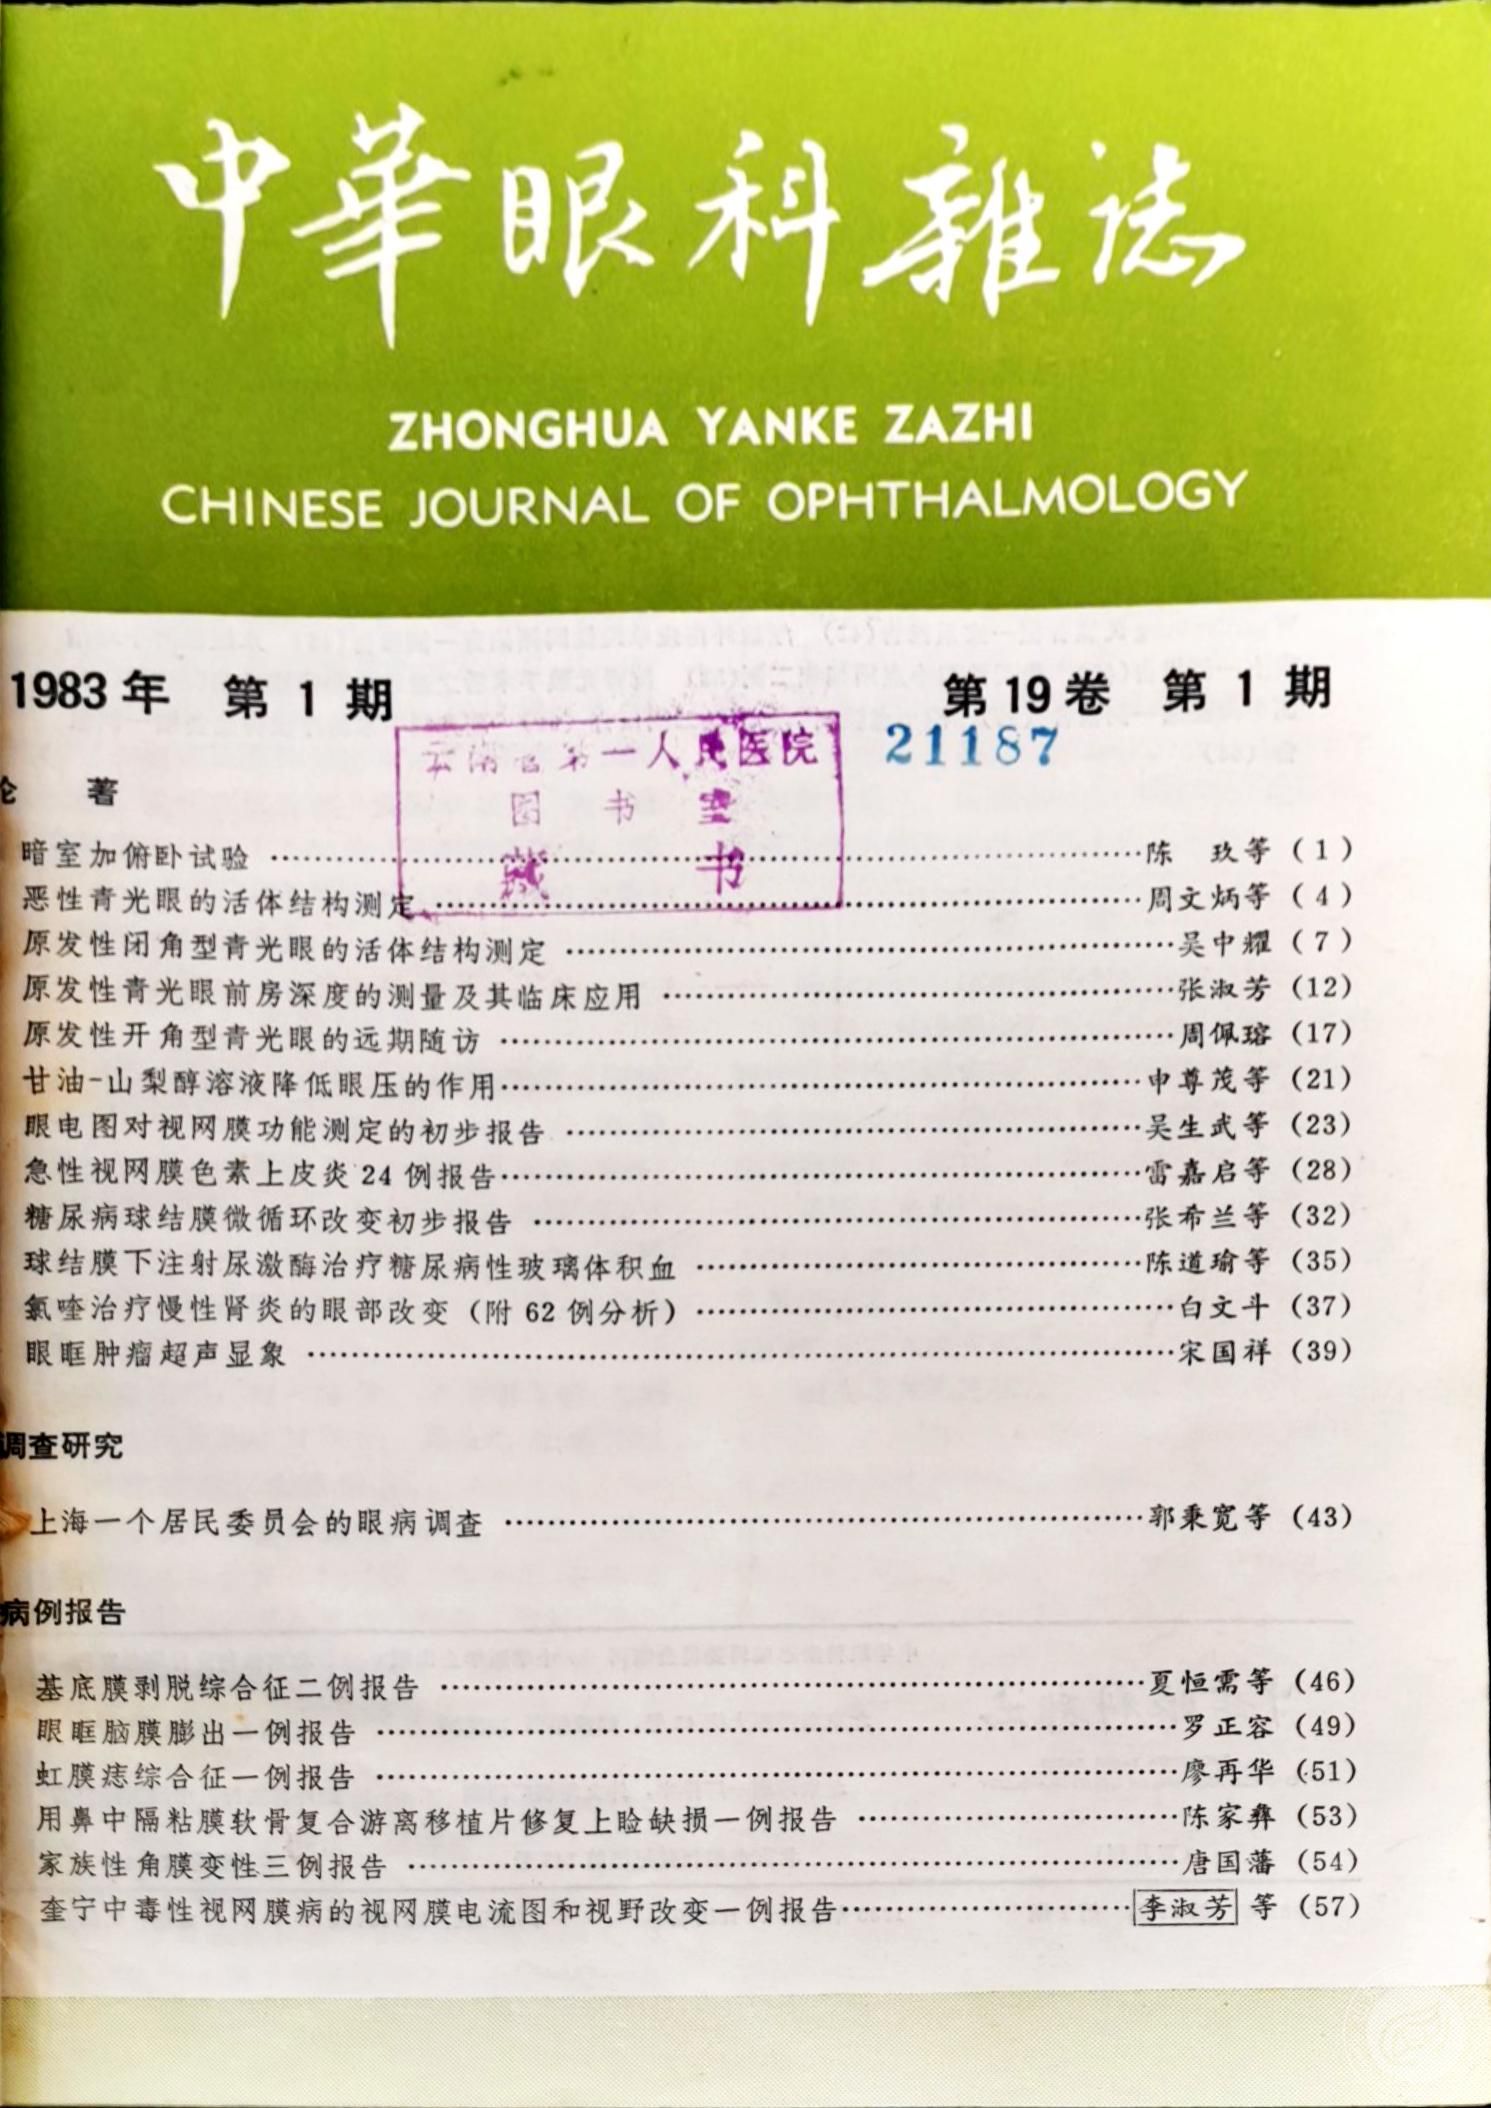 中華眼科雜誌
ZHONGHUA YANKE ZAZHI
CHINESE JOURNAL OF OPHTHALMOLOGY
1983年 第1期
第19卷 第1期
21187
云南省第一人民医院
图书室
藏书
论著
暗室加俯卧试验……陈 玖等(1)
恶性青光眼的活体结构测定……周文炳等(4)
原发性闭角型青光眼的活体结构测定……吴中耀(7)
原发性青光眼前房深度的测量及其临床应用……张淑芳(12)
原发性开角型青光眼的远期随访……周佩瑢(17)
甘油-山梨醇溶液降低眼压的作用……申尊茂等(21)
眼电图对视网膜功能测定的初步报告……吴生武等(23)
急性视网膜色素上皮炎24例报告……雷嘉启等(28)
糖尿病球结膜微循环改变初步报告……张希兰等(32)
球结膜下注射尿激酶治疗糖尿病性玻璃体积血……陈道瑜等(35)
氯喹治疗慢性肾炎的眼部改变(附62例分析)……白文斗(37)
眼眶肿瘤超声显象……宋国祥(39)
调查研究
上海一个居民委员会的眼病调查……郭秉宽等(43)
病例报告
基底膜剥脱综合征二例报告……夏恒需等(46)
眼眶脑膜膨出一例报告……罗正容(49)
虹膜痣综合征一例报告……廖再华(51)
用鼻中隔粘膜软骨复合游离移植片修复上睑缺损一例报告……陈家彝(53)
家族性角膜变性三例报告……唐国藩(54)
奎宁中毒性视网膜病的视网膜电流图和视野改变一例报告……李淑芳等(57)